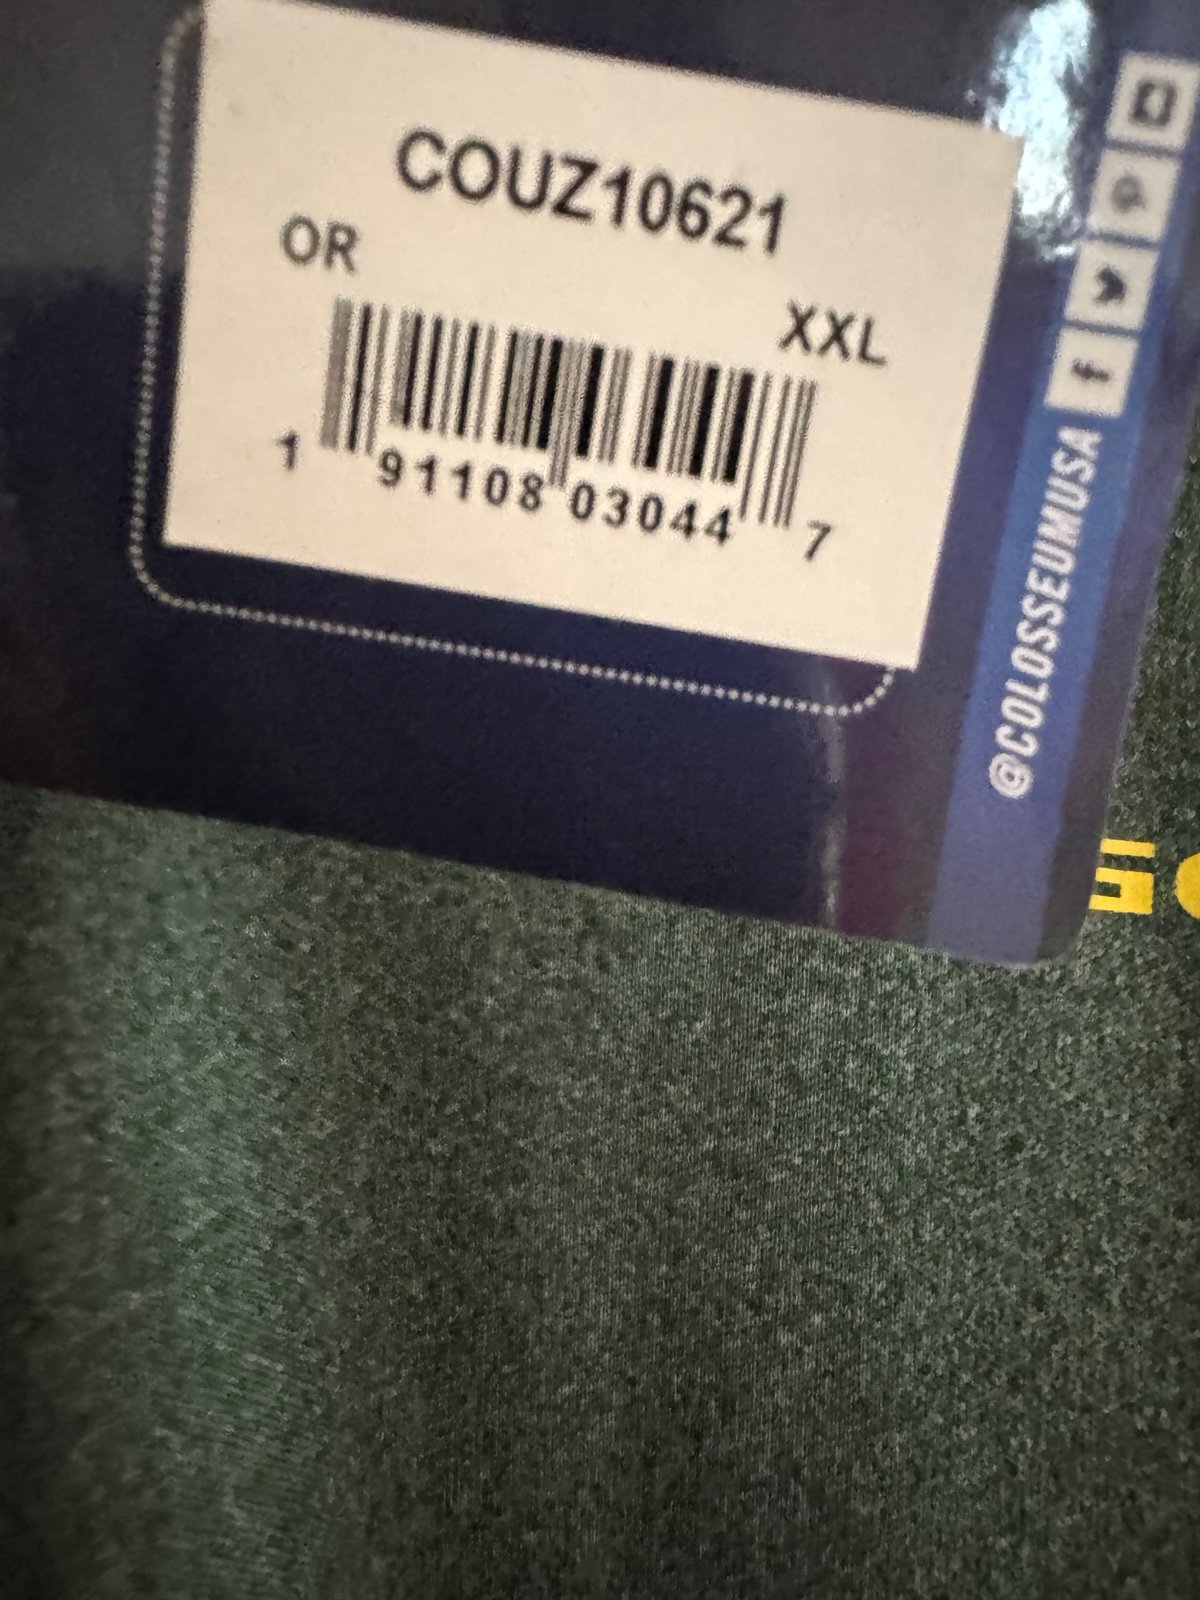 COUZ10621
OR
XXL
1 91108 03044 7
@COLOSSEUMUSA